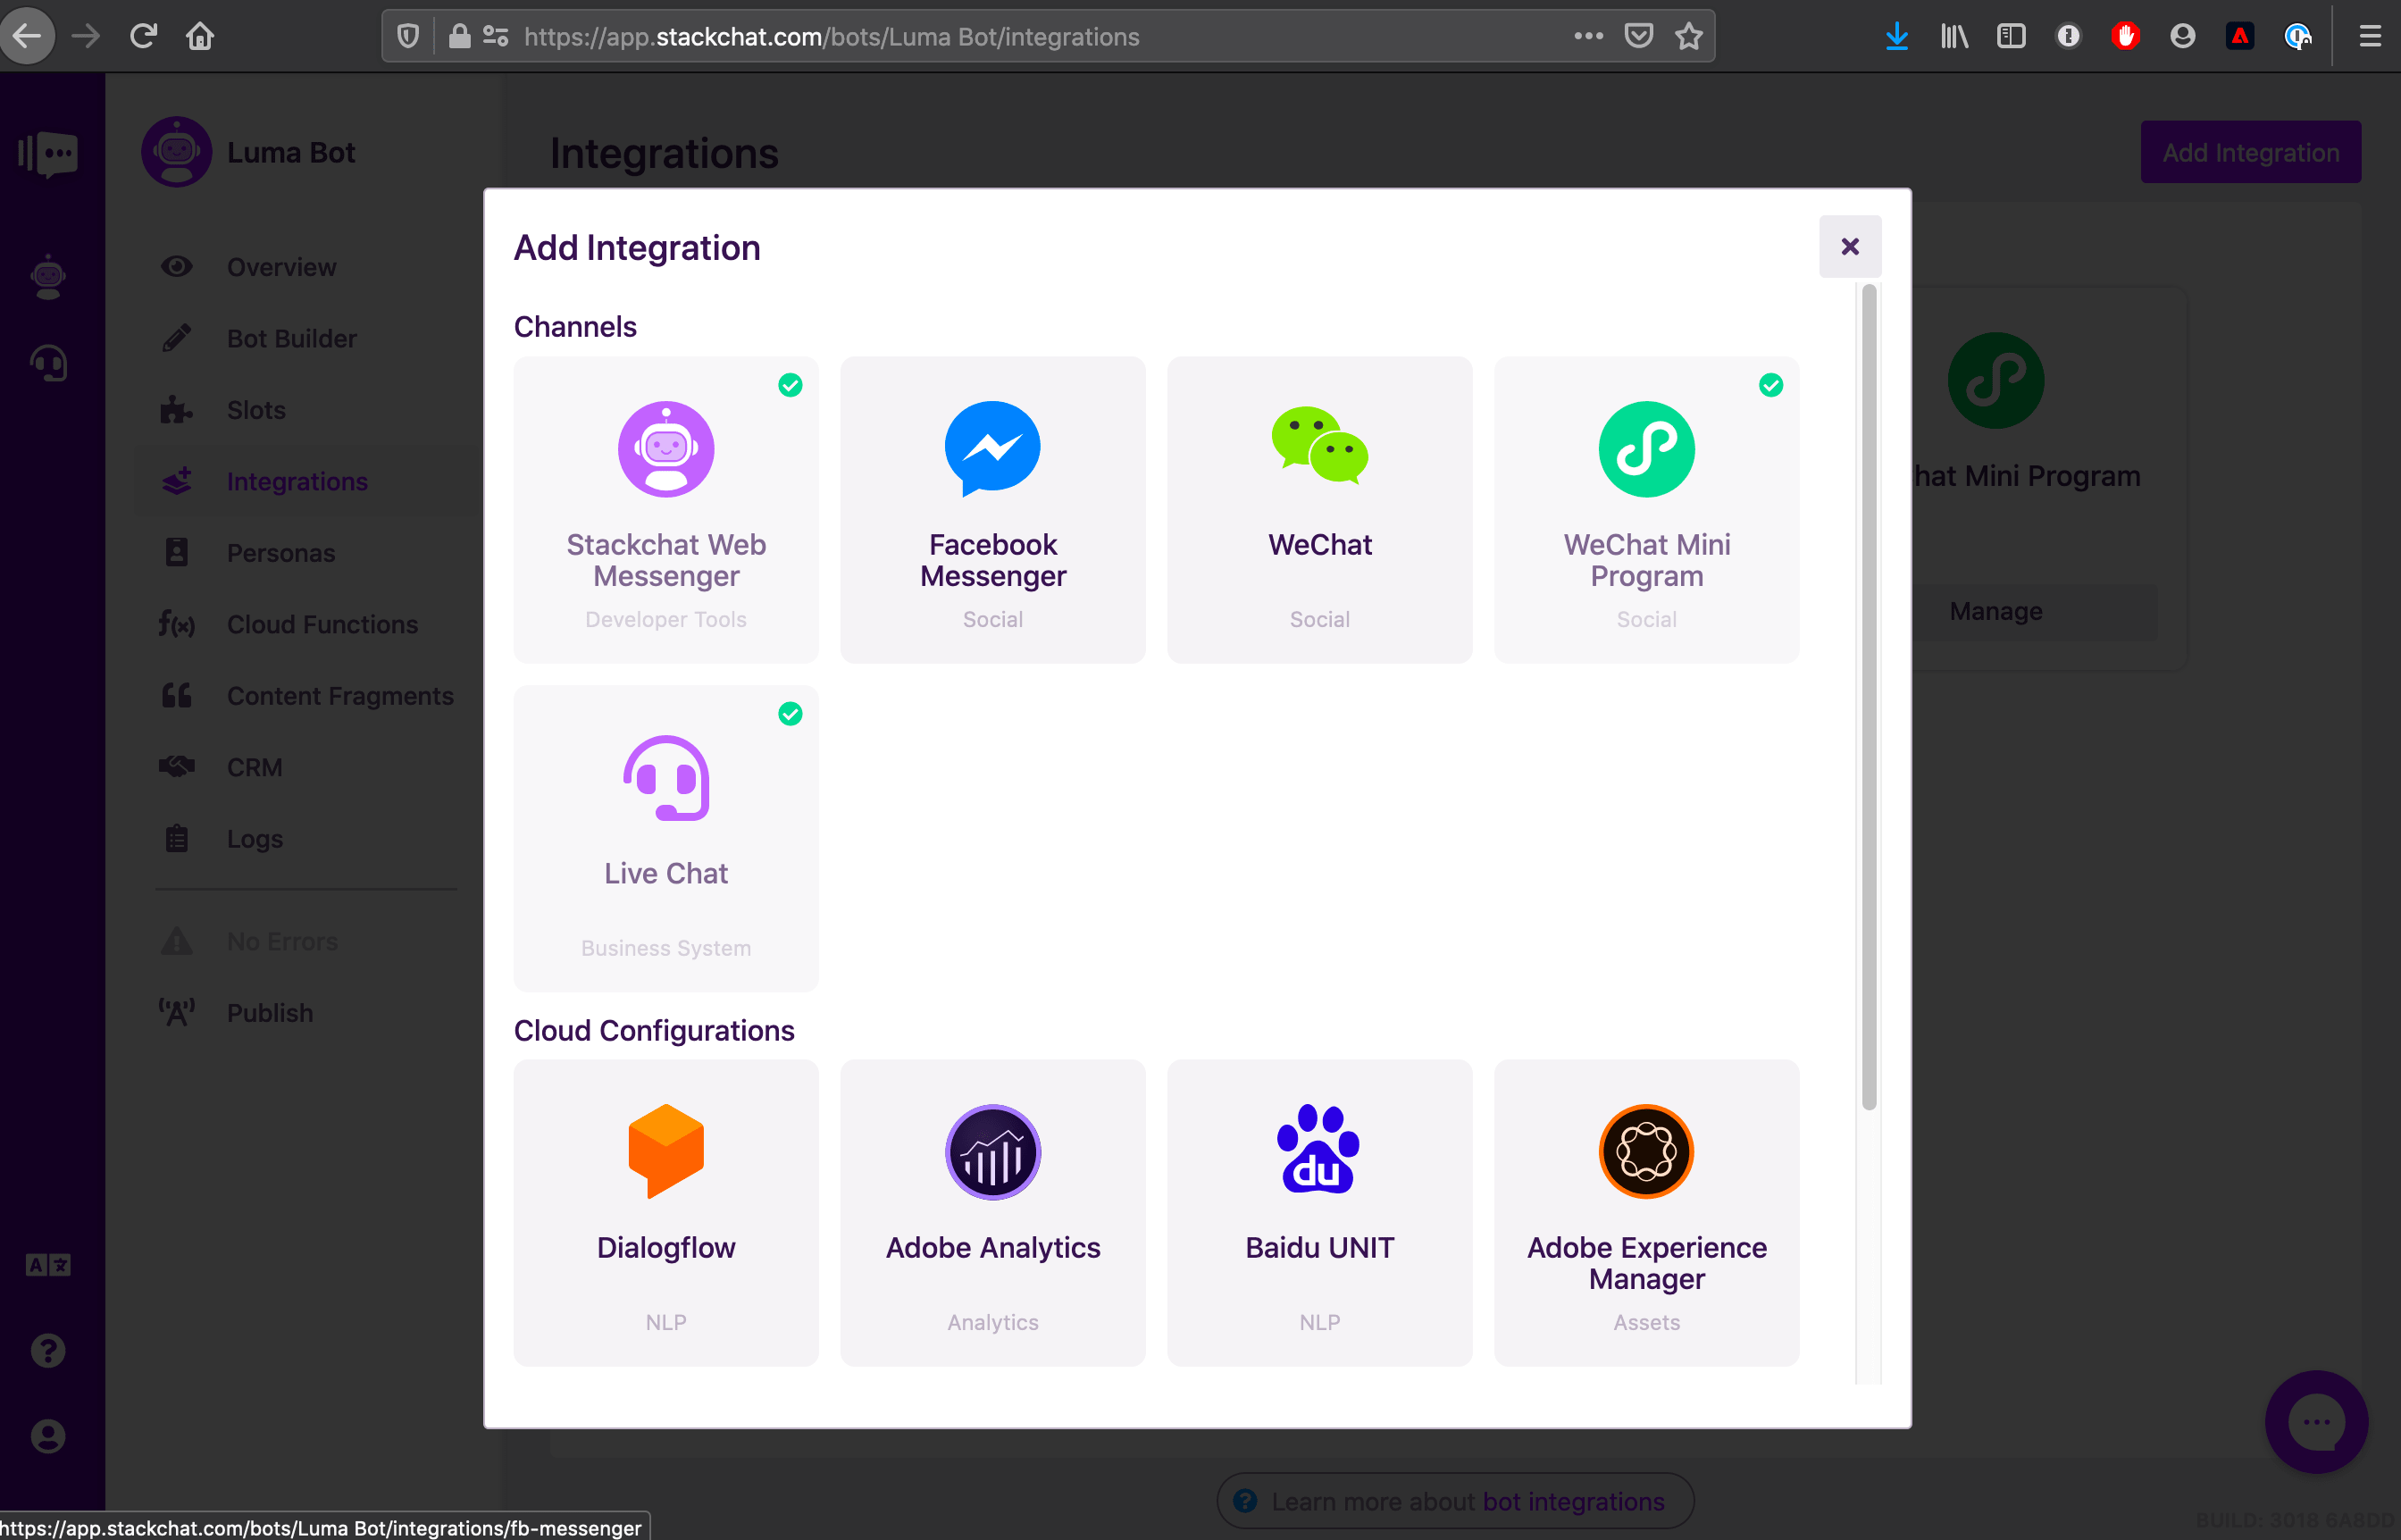 https://app.stackchat.com/bots/Luma Bot/integrations
Luma Bot
Overview
Bot Builder
Slots
Integrations
Personas
Cloud Functions
Content Fragments
CRM
Logs
No Errors
Publish
Integrations
Add Integration
Add Integration
Channels
Stackchat Web
Messenger
Developer Tools
Facebook
Messenger
Social
WeChat
Social
WeChat Mini
Program
Social
Live Chat
Business System
Cloud Configurations
Dialogflow
NLP
Adobe Analytics
Analytics
du
Baidu UNIT
NLP
Adobe Experience
Manager
Assets
hat Mini Program
Manage
Learn more about bot integrations
BUILD: 3018 6A8DD
https://app.stackchat.com/bots/Luma Bot/integrations/fb-messenger